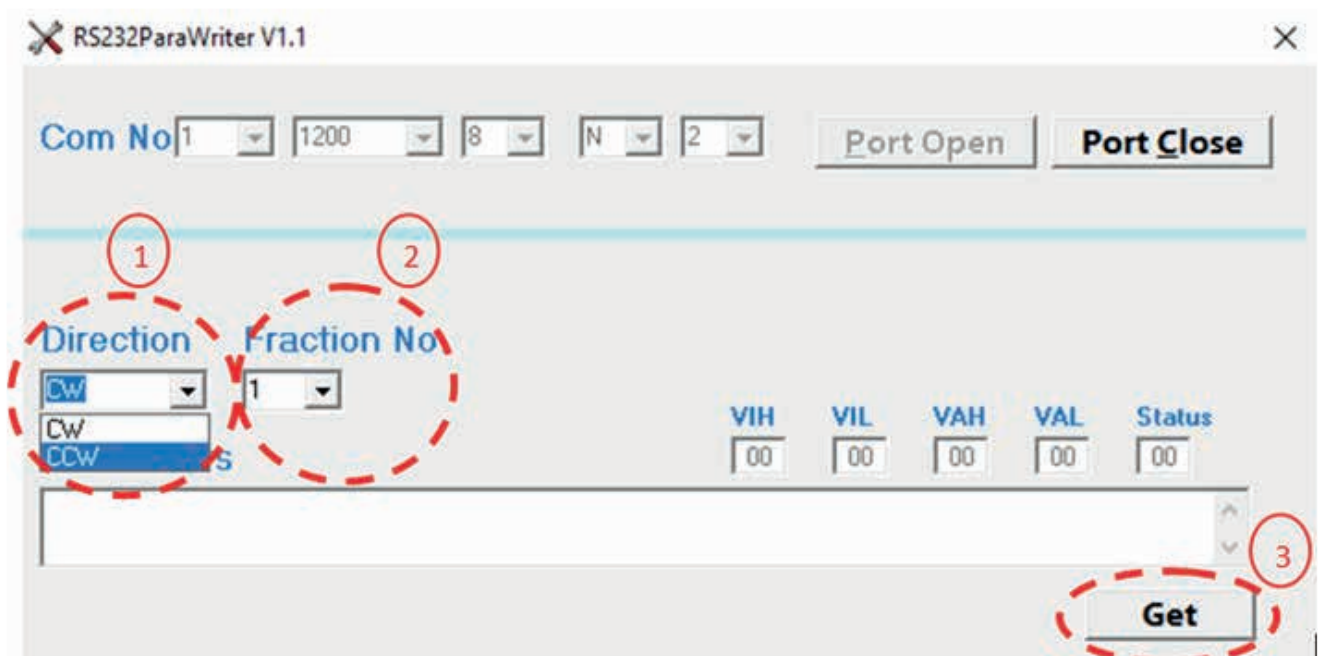 RS232ParaWriter V1.1
Com No 1 1200 8 N 2 Port Open Port Close
1 2
Direction Fraction No
CW 1
CW
CCW s
VIH VIL VAH VAL Status
00 00 00 00 00
3
Get